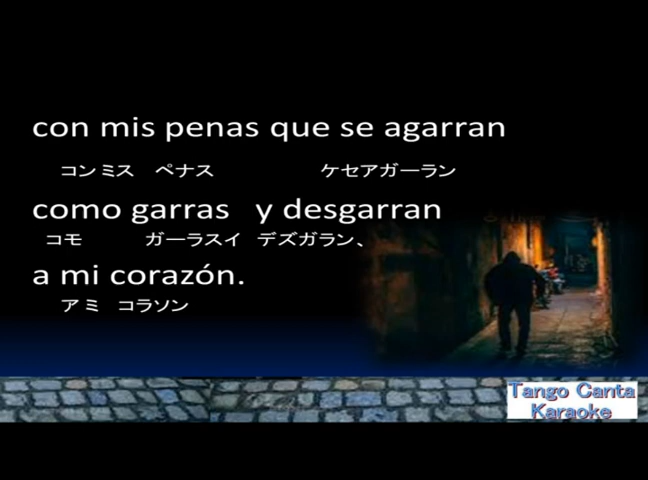 con mis penas que se agarran
コン ミス ペナス ケセアガーラン
como garras y desgarran
コモ ガーラスイ デズガラン、
a mi corazón.
ア ミ コラソン
Tango Canta
Karaoke